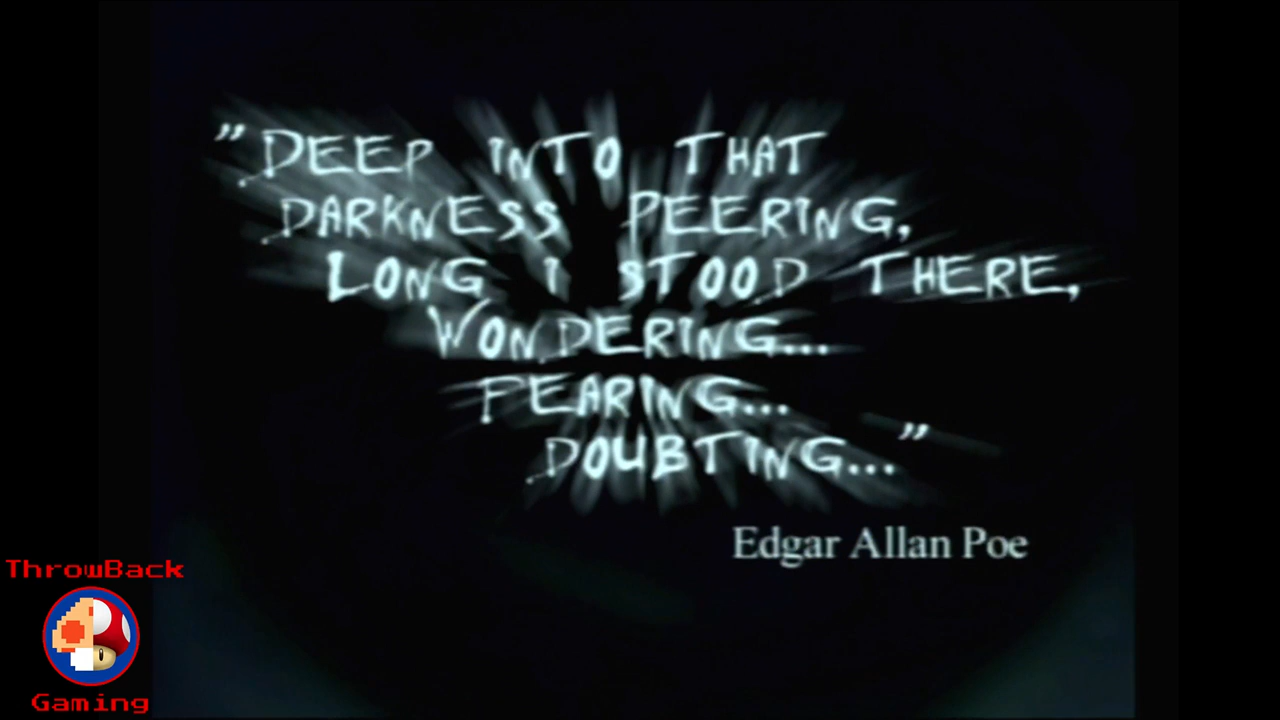 "DEEP INTO THAT
DARKNESS PEERING,
LONG I STOOD THERE,
WONDERING...
FEARING...
DOUBTING..."
Edgar Allan Poe
ThrowBack
Gaming